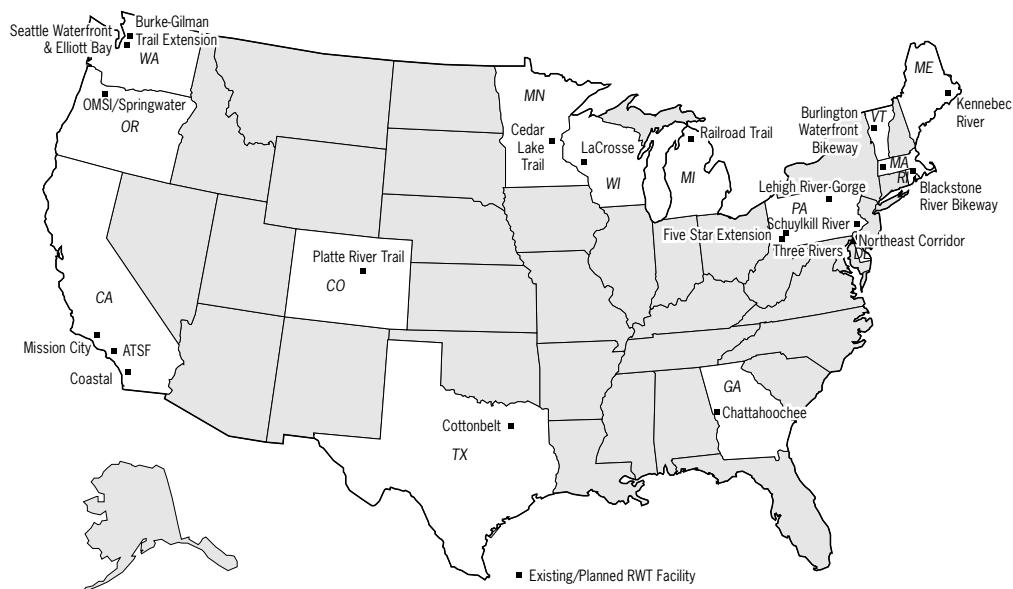 Burke-Gilman
Trail Extension
Seattle Waterfront
& Elliott Bay
WA
OMSI/Springwater
OR
MN
Cedar
Lake
Trail
LaCrosse
WI
Railroad Trail
MI
ME
Kennebec
River
Burlington
Waterfront
Bikeway
VT
MA
RI
Blackstone
River Bikeway
Lehigh River-Gorge
PA
Schuylkill River
Five Star Extension
Three Rivers
Northeast Corridor
DE
Platte River Trail
CO
CA
Mission City
ATSF
Coastal
GA
Chattahoochee
Cottonbelt
TX
Existing/Planned RWT Facility